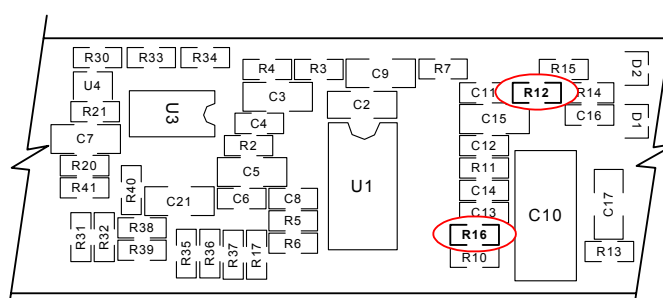 R30 R33 R34 R4 R3 C9 R7 R15 D2
U4 C3 C11 R12 R14
R21 U3 C2 C15 C16 D1
C7 C4
R2 C12
R20 C5 R11
R41 R40 U1 C14
C21 C6 C8 C13 C10 C17
R31 R32 R38 R5 R16
R39 R35 R36 R37 R17 R6 R10 R13